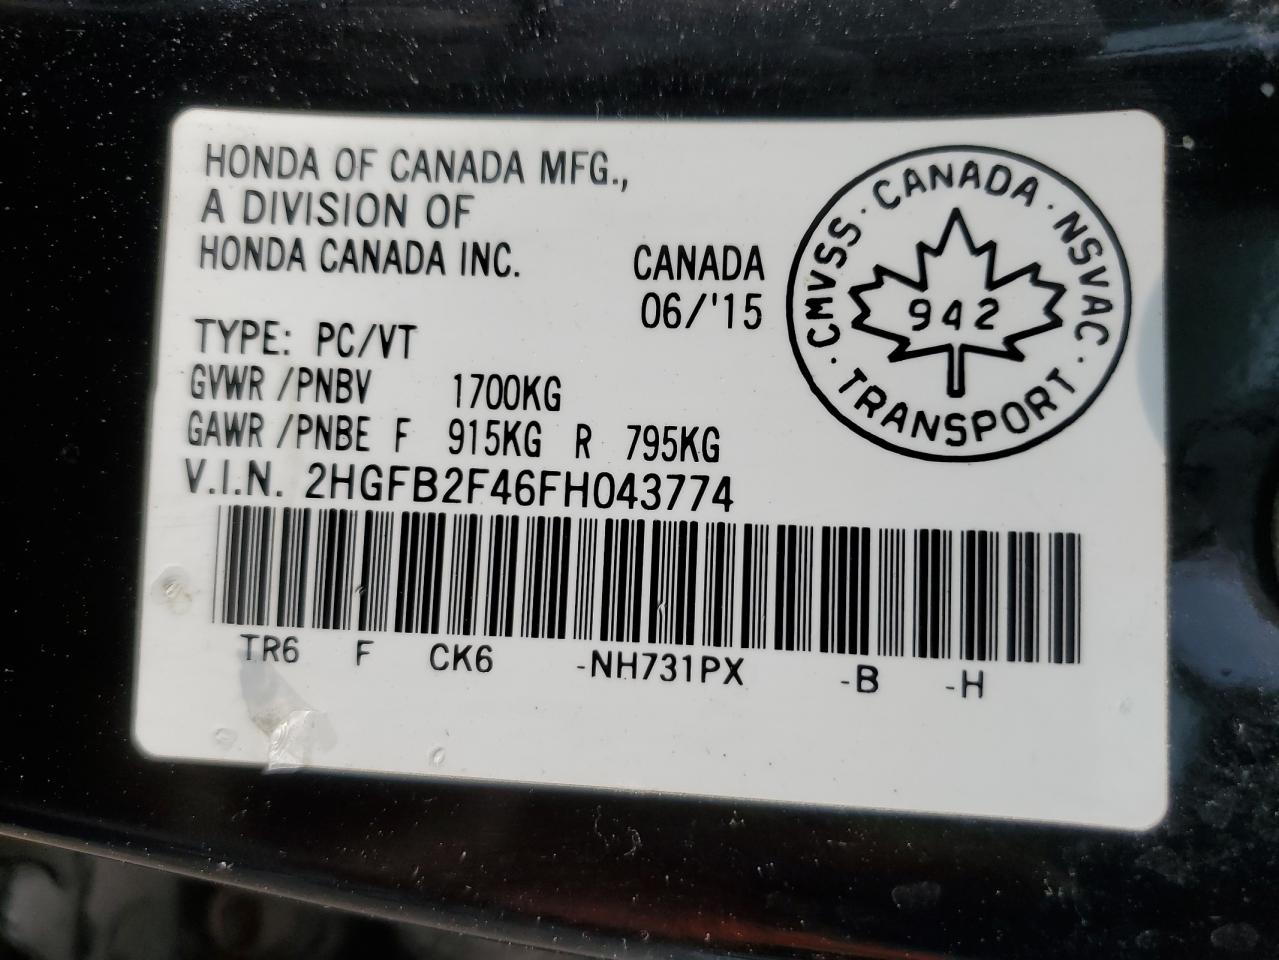 HONDA OF CANADA MFG.,
A DIVISION OF
HONDA CANADA INC.
CANADA
06/'15
TYPE: PC/VT
GVWR /PNBV 1700KG
GAWR /PNBE F 915KG R 795KG
V.I.N. 2HGFB2F46FH043774
TR6 F CK6 -NH731PX -B -H
· CMVSS · CANADA · NSVAC ·
942
TRANSPORT